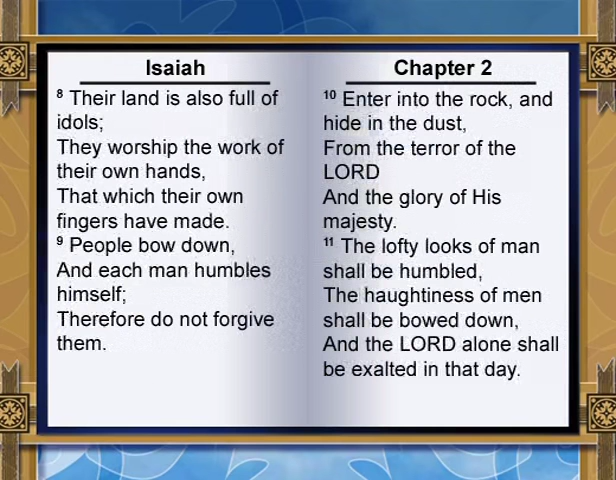 Isaiah
⁸ Their land is also full of
idols;
They worship the work of
their own hands,
That which their own
fingers have made.
⁹ People bow down,
And each man humbles
himself;
Therefore do not forgive
them.
Chapter 2
¹⁰ Enter into the rock, and
hide in the dust,
From the terror of the
LORD
And the glory of His
majesty.
¹¹ The lofty looks of man
shall be humbled,
The haughtiness of men
shall be bowed down,
And the LORD alone shall
be exalted in that day.